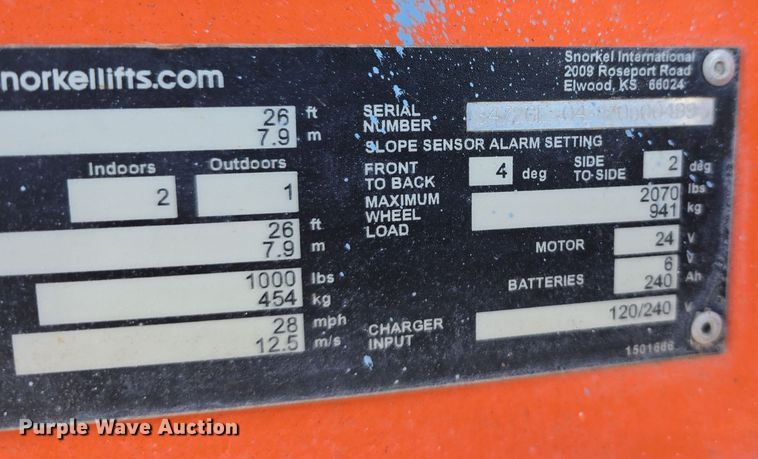 norkellifts.com
Snorkel International
2009 Roseport Road
Elwood, KS 66024
26 ft
7.9 m
SERIAL
NUMBER
SLOPE SENSOR ALARM SETTING
Indoors Outdoors
2 1
FRONT
TO BACK 4 deg
SIDE
TO-SIDE 2 deg
26 ft
7.9 m
MAXIMUM
WHEEL
LOAD
2070 lbs
941 kg
MOTOR 24 V
1000 lbs
454 kg
BATTERIES
6 V
240 Ah
28 mph
12.5 m/s
CHARGER
INPUT
120/240 V
1501666
Purple Wave Auction